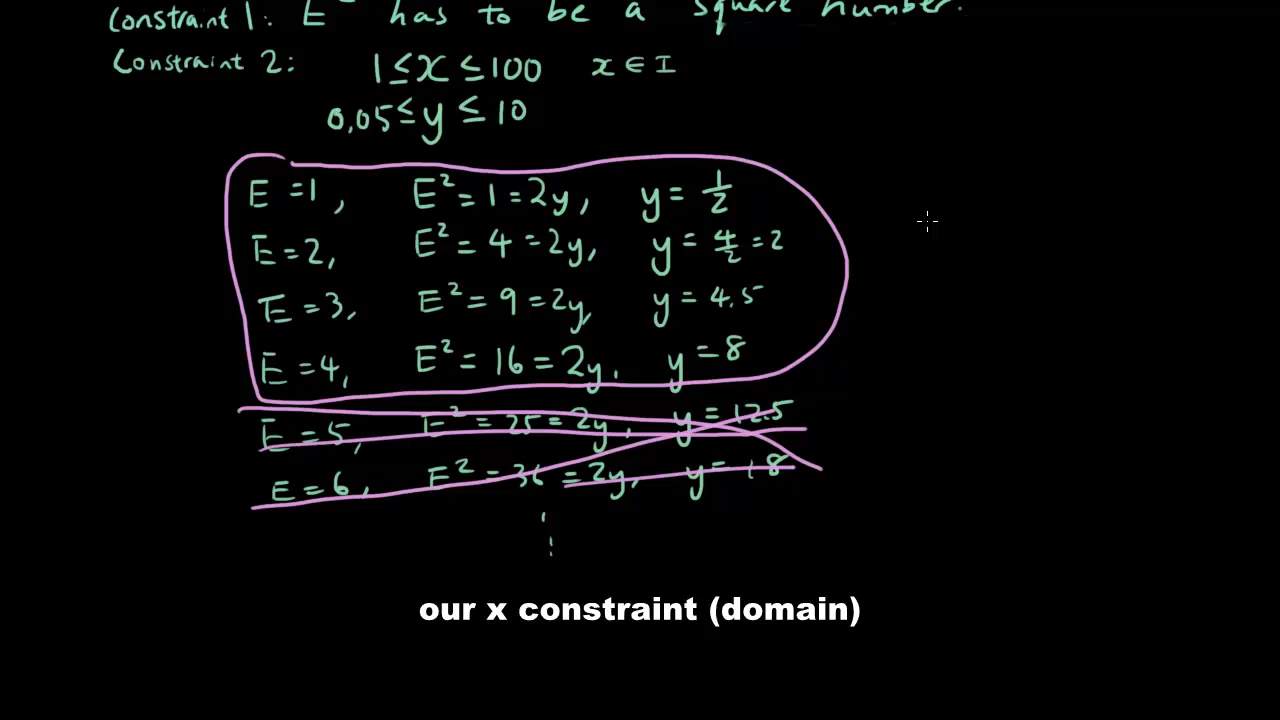 Constraint 1: E has to be a square number.
Constraint 2: 1 ≤ x ≤ 100 x ∈ I
0,05 ≤ y ≤ 10
E = 1, E² = 1 = 2y, y = 1/2
E = 2, E² = 4 = 2y, y = 4/2 = 2
E = 3, E² = 9 = 2y, y = 4.5
E = 4, E² = 16 = 2y, y = 8
E = 5, E² = 25 = 2y, y = 12.5
E = 6, E² = 36 = 2y, y = 18
our x constraint (domain)